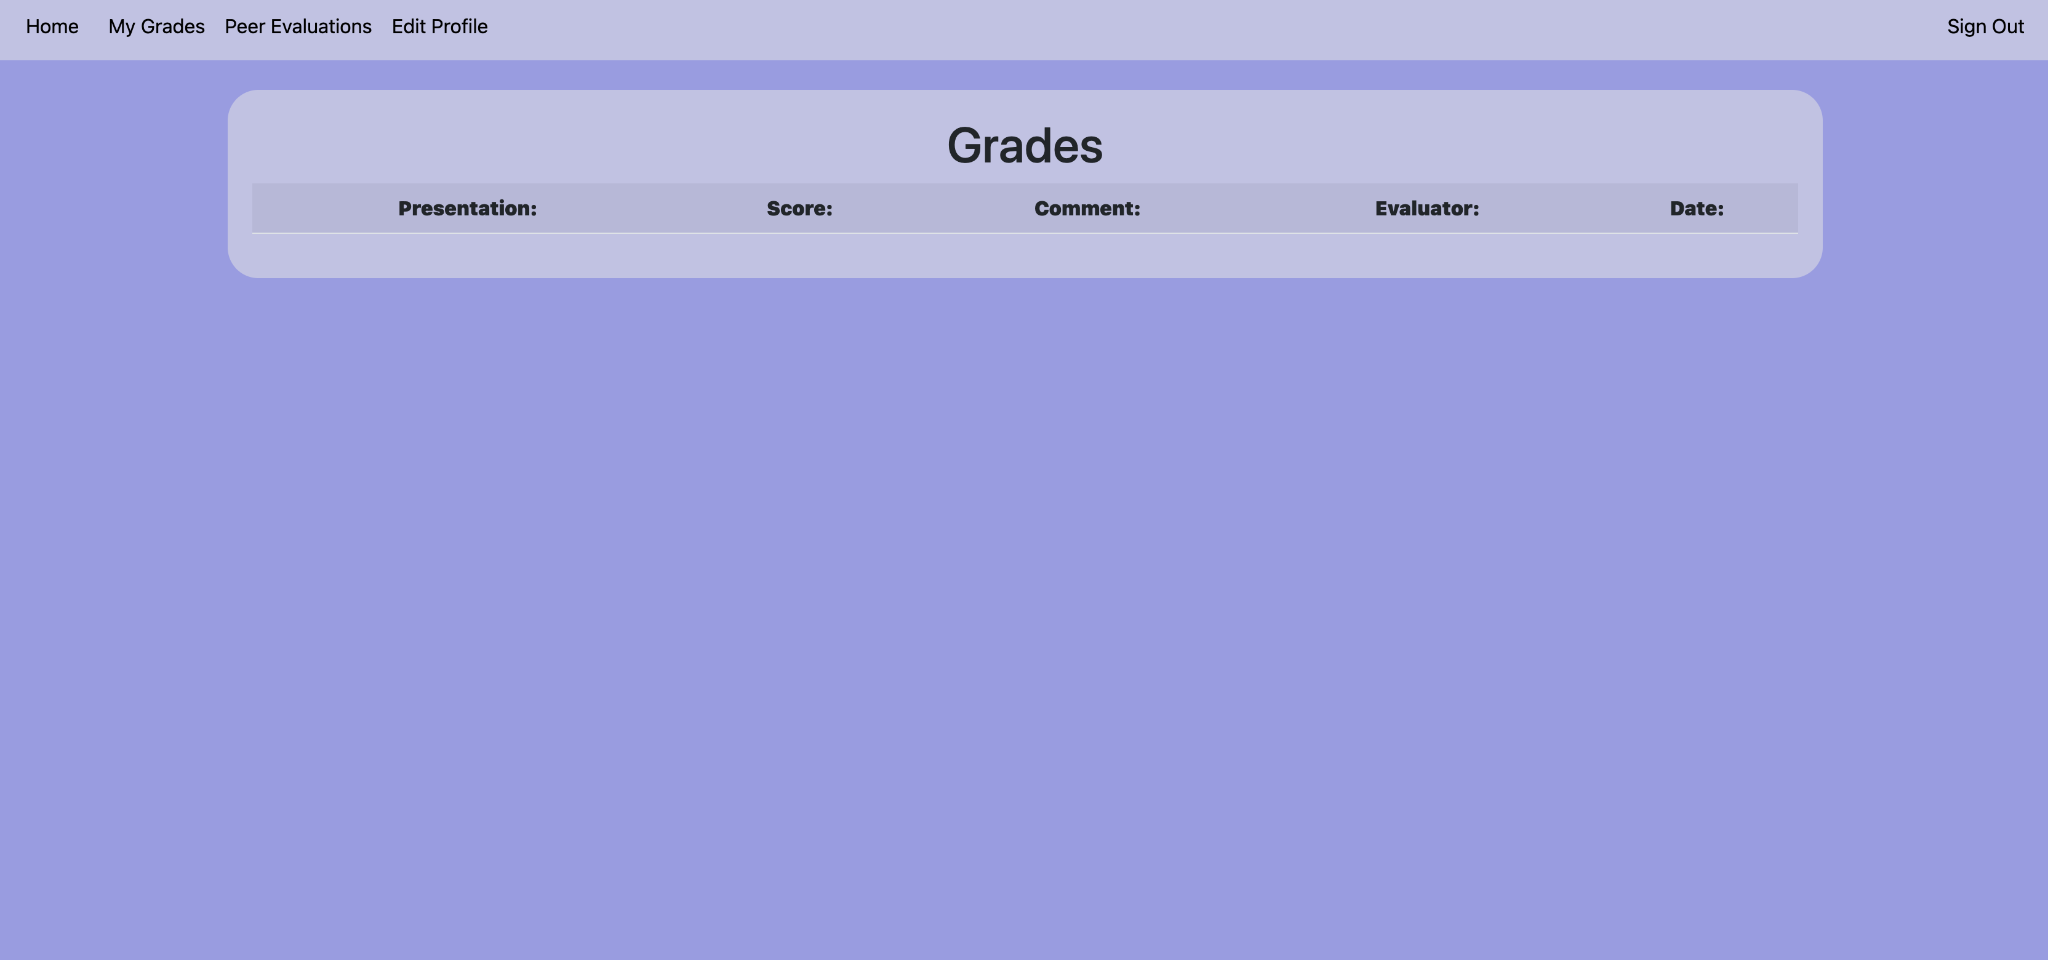 Home My Grades Peer Evaluations Edit Profile Sign Out
Grades
Presentation: Score: Comment: Evaluator: Date: